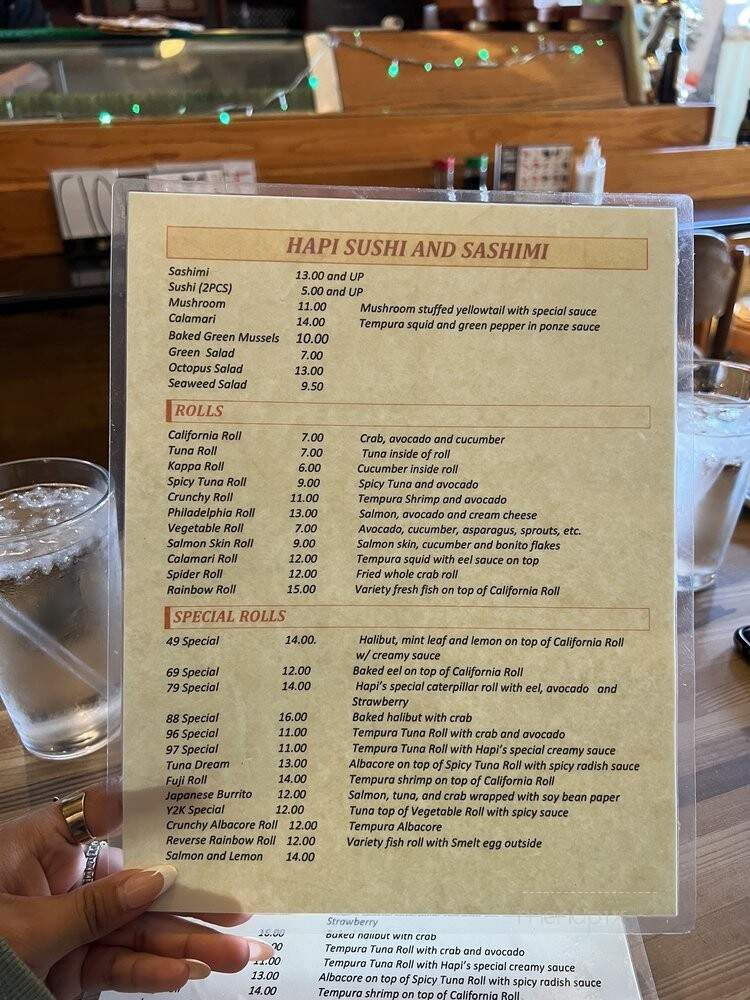 HAPI SUSHI AND SASHIMI
Sashimi 13.00 and UP
Sushi (2PCS) 5.00 and UP
Mushroom 11.00 Mushroom stuffed yellowtail with special sauce
Calamari 14.00 Tempura squid and green pepper in ponze sauce
Baked Green Mussels 10.00
Green Salad 7.00
Octopus Salad 13.00
Seaweed Salad 9.50
ROLLS
California Roll 7.00 Crab, avocado and cucumber
Tuna Roll 7.00 Tuna inside of roll
Kappa Roll 6.00 Cucumber inside roll
Spicy Tuna Roll 9.00 Spicy Tuna and avocado
Crunchy Roll 11.00 Tempura Shrimp and avocado
Philadelphia Roll 13.00 Salmon, avocado and cream cheese
Vegetable Roll 7.00 Avocado, cucumber, asparagus, sprouts, etc.
Salmon Skin Roll 9.00 Salmon skin, cucumber and bonito flakes
Calamari Roll 12.00 Tempura squid with eel sauce on top
Spider Roll 12.00 Fried whole crab roll
Rainbow Roll 15.00 Variety fresh fish on top of California Roll
SPECIAL ROLLS
49 Special 14.00. Halibut, mint leaf and lemon on top of California Roll
w/ creamy sauce
69 Special 12.00 Baked eel on top of California Roll
79 Special 14.00 Hapi's special caterpillar roll with eel, avocado and
Strawberry
88 Special 16.00 Baked halibut with crab
96 Special 11.00 Tempura Tuna Roll with crab and avocado
97 Special 11.00 Tempura Tuna Roll with Hapi's special creamy sauce
Tuna Dream 13.00 Albacore on top of Spicy Tuna Roll with spicy radish sauce
Fuji Roll 14.00 Tempura shrimp on top of California Roll
Japanese Burrito 12.00 Salmon, tuna, and crab wrapped with soy bean paper
Y2K Special 12.00 Tuna top of Vegetable Roll with spicy sauce
Crunchy Albacore Roll 12.00 Tempura Albacore
Reverse Rainbow Roll 12.00 Variety fish roll with Smelt egg outside
Salmon and Lemon 14.00
Strawberry
16.00 Baked halibut with crab
.00 Tempura Tuna Roll with crab and avocado
11.00 Tempura Tuna Roll with Hapi's special creamy sauce
13.00 Albacore on top of Spicy Tuna Roll with spicy radish sauce
14.00 Tempura shrimp on top of California Roll